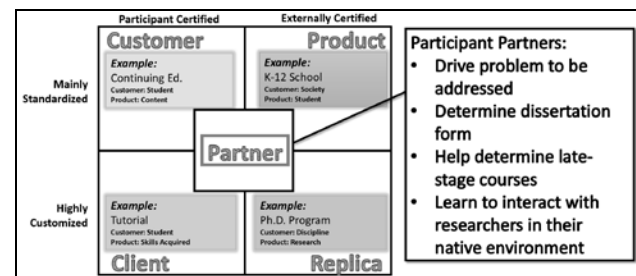 Participant Certified
Externally Certified
Mainly
Standardized
Highly
Customized
Customer
Example:
Continuing Ed.
Customer: Student
Product: Content
Product
Example:
K-12 School
Customer: Society
Product: Student
Partner
Example:
Tutorial
Customer: Student
Product: Skills Acquired
Client
Example:
Ph.D. Program
Customer: Discipline
Product: Research
Replica
Participant Partners:
• Drive problem to be
addressed
• Determine dissertation
form
• Help determine late-
stage courses
• Learn to interact with
researchers in their
native environment